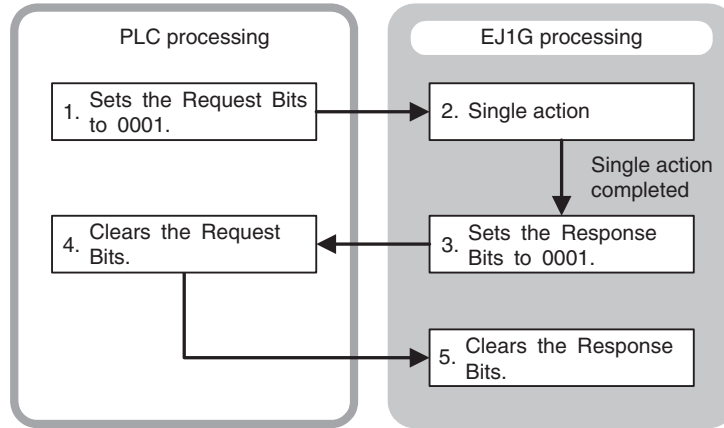 PLC processing
EJ1G processing
1. Sets the Request Bits
to 0001.
2. Single action
Single action
completed
3. Sets the Response
Bits to 0001.
4. Clears the Request
Bits.
5. Clears the Response
Bits.